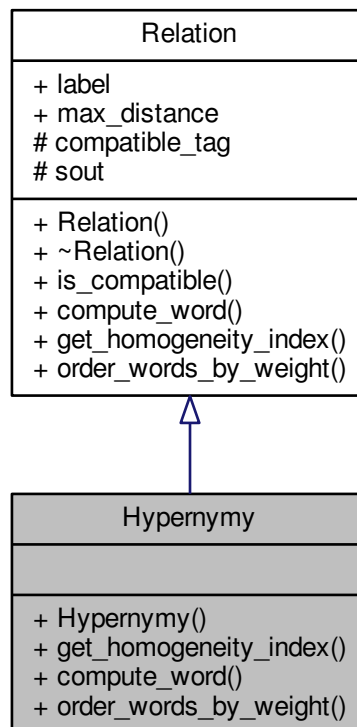 Relation
+ label
+ max_distance
# compatible_tag
# sout
+ Relation()
+ ~Relation()
+ is_compatible()
+ compute_word()
+ get_homogeneity_index()
+ order_words_by_weight()
Hypernymy
+ Hypernymy()
+ get_homogeneity_index()
+ compute_word()
+ order_words_by_weight()